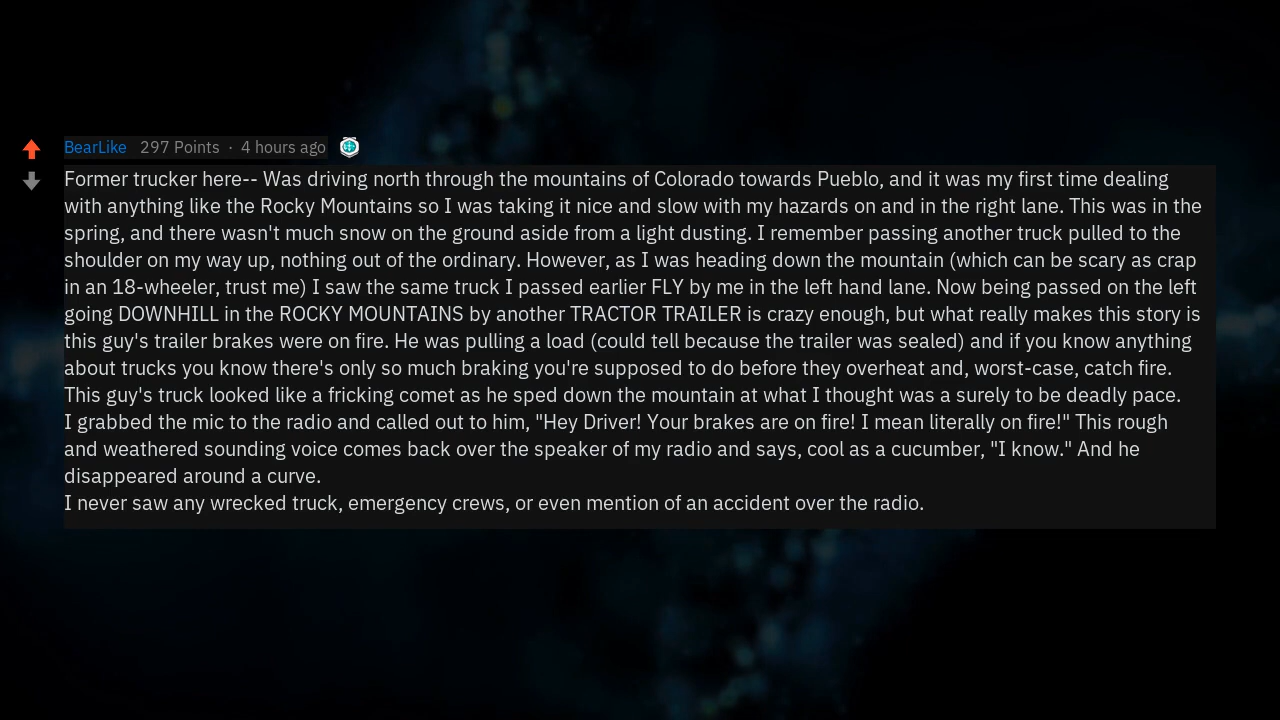 BearLike 297 Points · 4 hours ago
Former trucker here-- Was driving north through the mountains of Colorado towards Pueblo, and it was my first time dealing
with anything like the Rocky Mountains so I was taking it nice and slow with my hazards on and in the right lane. This was in the
spring, and there wasn't much snow on the ground aside from a light dusting. I remember passing another truck pulled to the
shoulder on my way up, nothing out of the ordinary. However, as I was heading down the mountain (which can be scary as crap
in an 18-wheeler, trust me) I saw the same truck I passed earlier FLY by me in the left hand lane. Now being passed on the left
going DOWNHILL in the ROCKY MOUNTAINS by another TRACTOR TRAILER is crazy enough, but what really makes this story is
this guy's trailer brakes were on fire. He was pulling a load (could tell because the trailer was sealed) and if you know anything
about trucks you know there's only so much braking you're supposed to do before they overheat and, worst-case, catch fire.
This guy's truck looked like a fricking comet as he sped down the mountain at what I thought was a surely to be deadly pace.
I grabbed the mic to the radio and called out to him, "Hey Driver! Your brakes are on fire! I mean literally on fire!" This rough
and weathered sounding voice comes back over the speaker of my radio and says, cool as a cucumber, "I know." And he
disappeared around a curve.
I never saw any wrecked truck, emergency crews, or even mention of an accident over the radio.